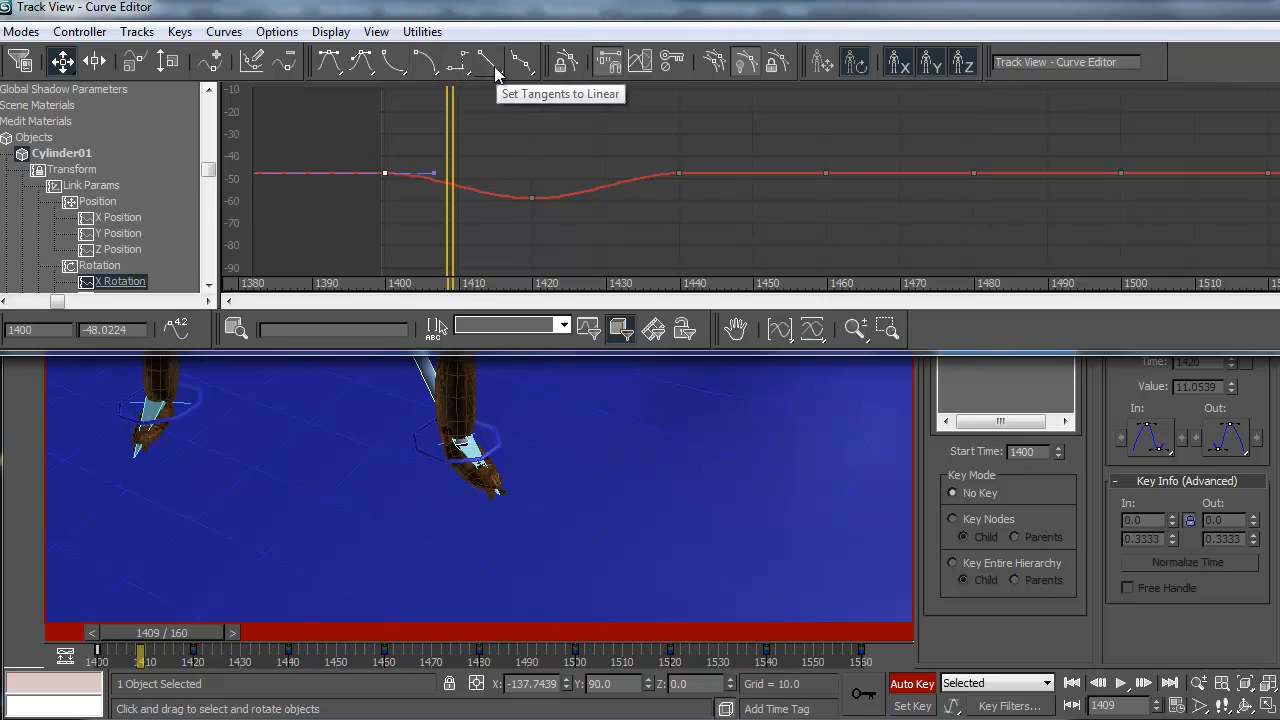 Track View - Curve Editor
Modes Controller Tracks Keys Curves Options Display View Utilities
X Y Z Track View - Curve Editor
Set Tangents to Linear
Global Shadow Parameters
Scene Materials
Medit Materials
Objects
Cylinder01
Transform
Link Params
Position
X Position
Y Position
Z Position
Rotation
X Rotation
-10
-20
-30
-40
-50
-60
-70
-80
-90
1380 1390 1400 1410 1420 1430 1440 1450 1460 1470 1480 1490 1500 1510
1400 -48.0224 4.2 ABC
Time: 1420
Value: 11.0539
In: Out:
Start Time: 1400
Key Mode
No Key
Key Nodes
Child Parents
Key Entire Hierarchy
Child Parents
Key Info (Advanced)
In: Out:
0.0 0.0
0.3333 0.3333
Normalize Time
Free Handle
< 1409 / 160 >
1400 1410 1420 1430 1440 1450 1460 1470 1480 1490 1500 1510 1520 1530 1540 1550 1560
1 Object Selected X: -137.7439 Y: 90.0 Z: 0.0 Grid = 10.0 Auto Key Selected
Click and drag to select and rotate objects Add Time Tag Set Key Key Filters... 1409